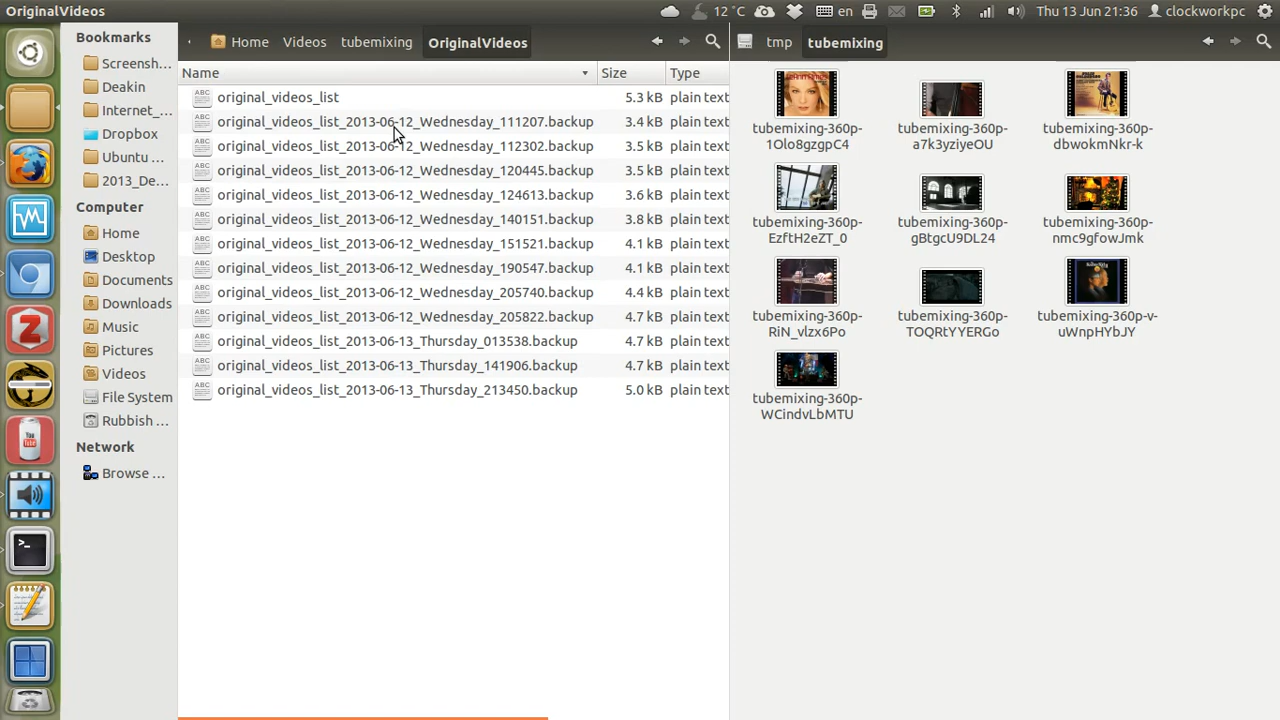 OriginalVideos
12 °C
en
Thu 13 Jun 21:36
clockworkpc
Bookmarks
Screensh...
Deakin
Internet_...
Dropbox
Ubuntu ...
2013_De...
Computer
Home
Desktop
Documents
Downloads
Music
Pictures
Videos
File System
Rubbish ...
Network
Browse ...
Home
Videos
tubemixing
OriginalVideos
Name
Size
Type
original_videos_list 5.3 kB plain text
original_videos_list_2013-06-12_Wednesday_111207.backup 3.4 kB plain text
original_videos_list_2013-06-12_Wednesday_112302.backup 3.5 kB plain text
original_videos_list_2013-06-12_Wednesday_120445.backup 3.5 kB plain text
original_videos_list_2013-06-12_Wednesday_124613.backup 3.6 kB plain text
original_videos_list_2013-06-12_Wednesday_140151.backup 3.8 kB plain text
original_videos_list_2013-06-12_Wednesday_151521.backup 4.1 kB plain text
original_videos_list_2013-06-12_Wednesday_190547.backup 4.1 kB plain text
original_videos_list_2013-06-12_Wednesday_205740.backup 4.4 kB plain text
original_videos_list_2013-06-12_Wednesday_205822.backup 4.7 kB plain text
original_videos_list_2013-06-13_Thursday_013538.backup 4.7 kB plain text
original_videos_list_2013-06-13_Thursday_141906.backup 4.7 kB plain text
original_videos_list_2013-06-13_Thursday_213450.backup 5.0 kB plain text
tmp
tubemixing
tubemixing-360p-
1Olo8gzgpC4
tubemixing-360p-
a7k3yziyeOU
tubemixing-360p-
dbwokmNkr-k
tubemixing-360p-
EzftH2eZT_0
tubemixing-360p-
gBtgcU9DL24
tubemixing-360p-
nmc9gfowJmk
tubemixing-360p-
RiN_vlzx6Po
tubemixing-360p-
TOQRtYYERGo
tubemixing-360p-v-
uWnpHYbJY
tubemixing-360p-
WCindvLbMTU